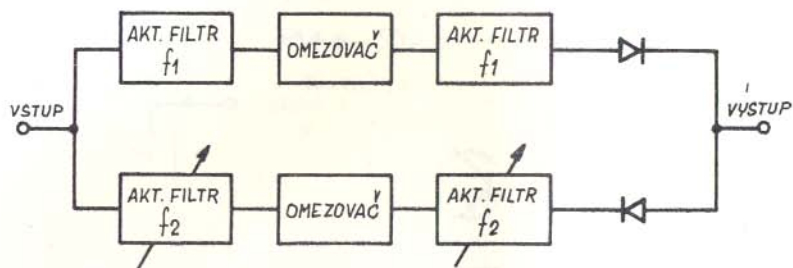 AKT. FILTR
f1
OMEZOVAČ
AKT. FILTR
f1
VSTUP
VÝSTUP
AKT. FILTR
f2
OMEZOVAČ
AKT. FILTR
f2